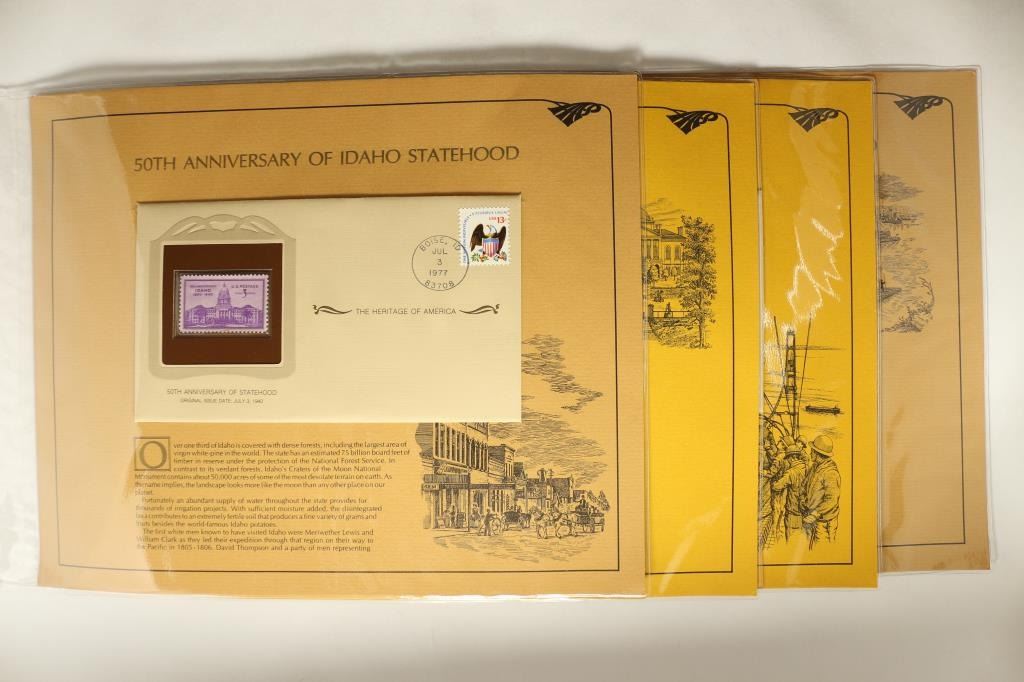 50TH ANNIVERSARY OF IDAHO STATEHOOD
USA 13c
BOISE, ID
JUL
3
1977
83708
50TH ANNIVERSARY
IDAHO
1890-1940
U.S. POSTAGE
3
THE HERITAGE OF AMERICA
50TH ANNIVERSARY OF STATEHOOD
ORIGINAL ISSUE DATE: JULY 3, 1940
Over one third of Idaho is covered with dense forests, including the largest area of
virgin white-pine in the world. The state has an estimated 75 billion board feet of
timber in reserve under the protection of the National Forest Service. In
contrast to its verdant forests, Idaho's Craters of the Moon National
Monument contains about 50,000 acres of some of the most desolate terrain on earth. As
the name implies, the landscape looks more like the moon than any other place on our
planet.
Fortunately an abundant supply of water throughout the state provides for
thousands of irrigation projects. With sufficient moisture added, the disintegrated
lava contributes to an extremely fertile soil that produces a fine variety of grains and
fruits besides the world-famous Idaho potatoes.
The first white men known to have visited Idaho were Meriwether Lewis and
William Clark as they led their expedition through that region on their way to
the Pacific in 1805-1806. David Thompson and a party of men representing